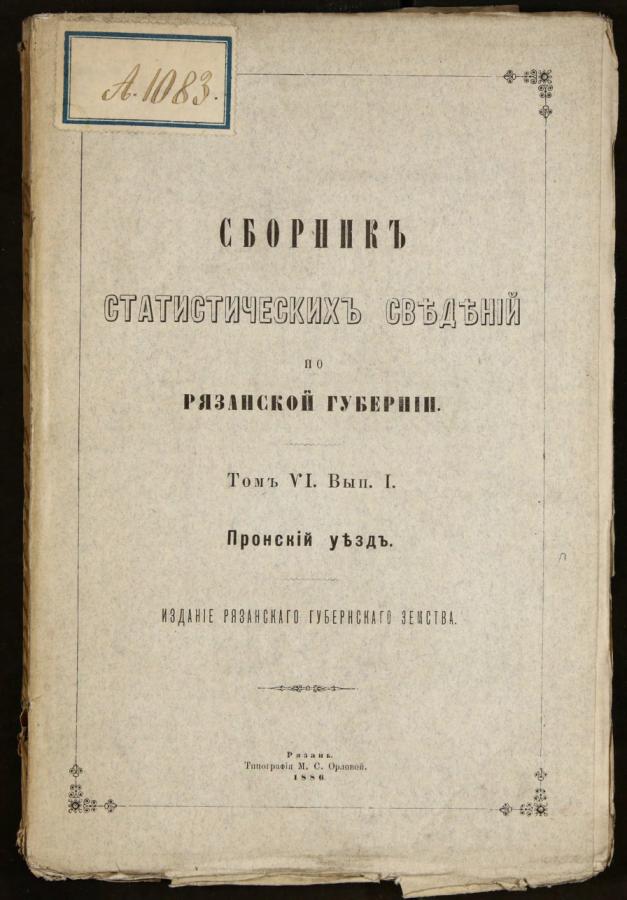 А.1083.
СБОРНИКЪ
СТАТИСТИЧЕСКИХЪ СВѢДѢНІЙ
ПО
РЯЗАНСКОЙ ГУБЕРНІИ.
Томъ VI. Вып. I.
Пронскій уѣздъ.
ИЗДАНІЕ РЯЗАНСКАГО ГУБЕРНСКАГО ЗЕМСТВА.
Рязань.
Типографія М. С. Орловой.
1886